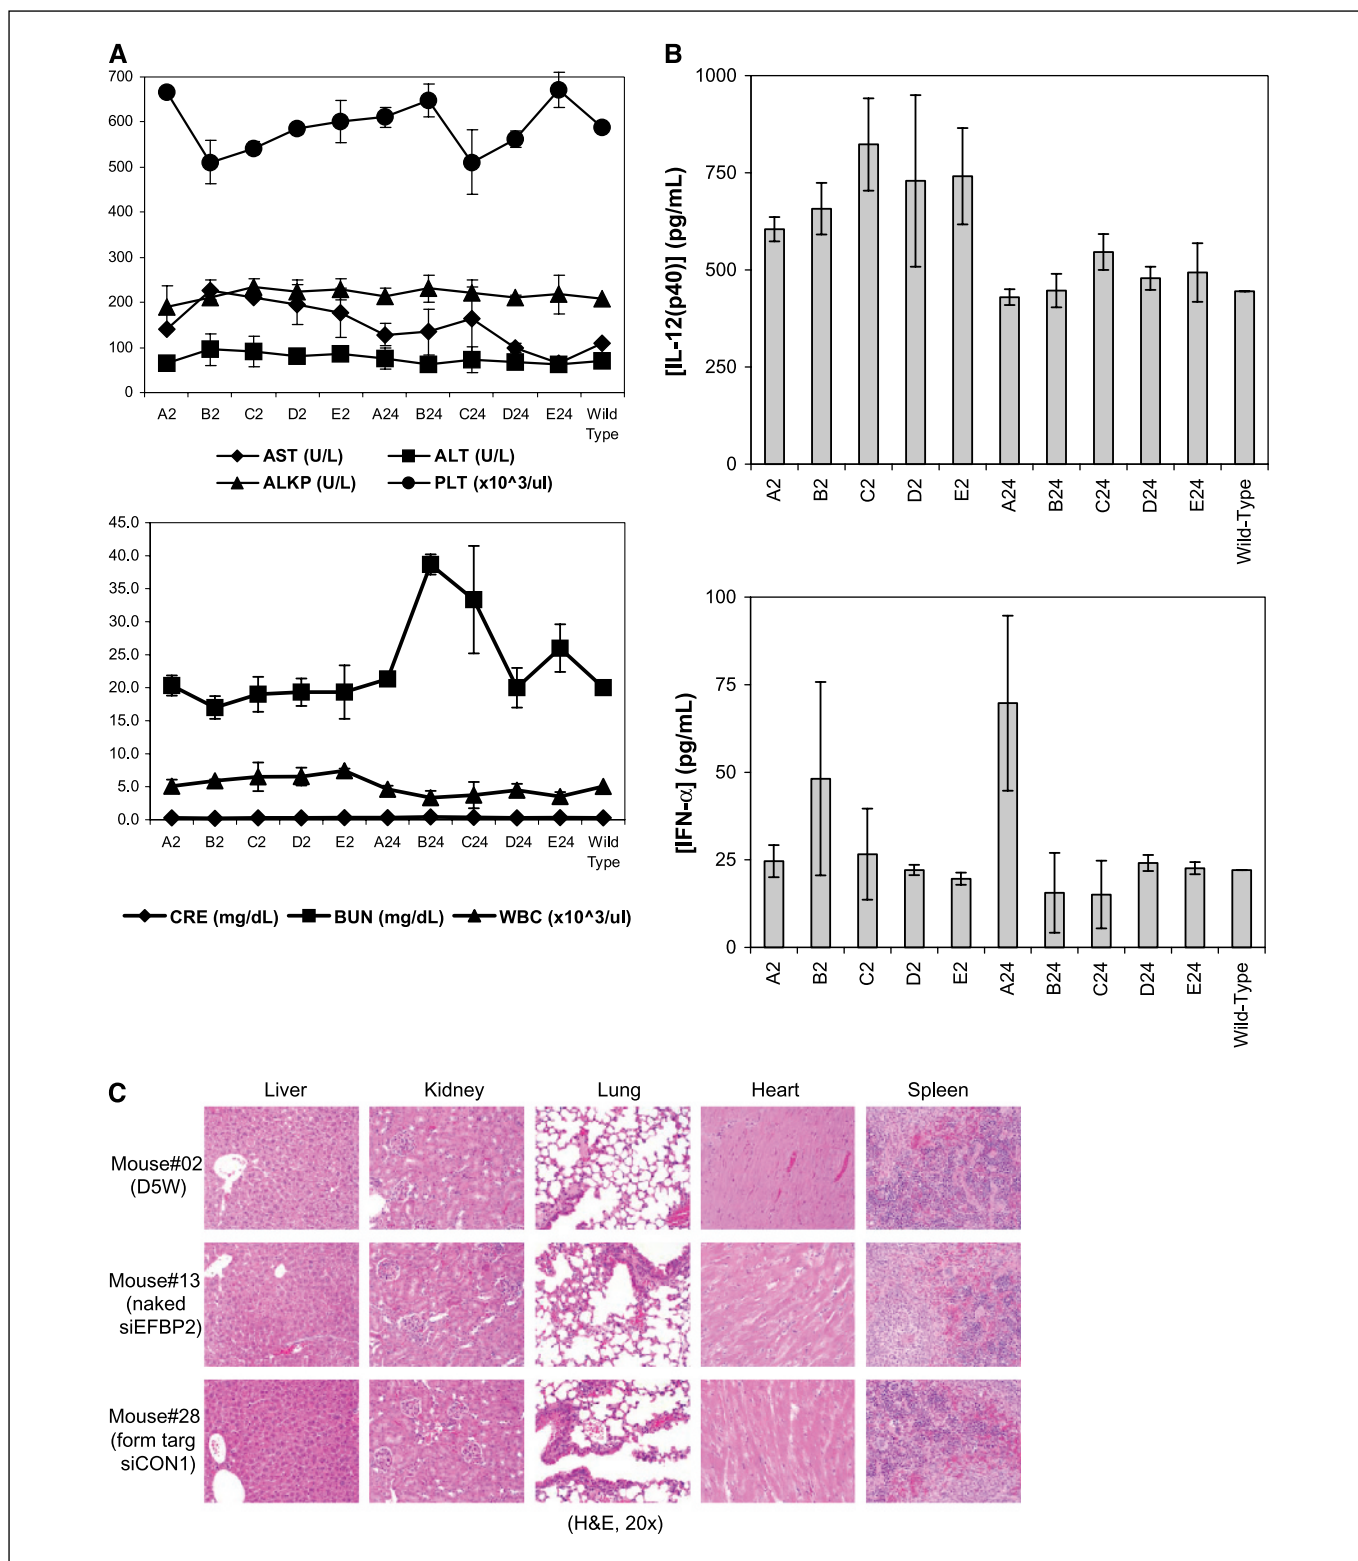 A
700
600
500
400
300
200
100
0
A2 B2 C2 D2 E2 A24 B24 C24 D24 E24 Wild
Type
AST (U/L) ALT (U/L)
ALKP (U/L) PLT (x10^3/ul)
45.0
40.0
35.0
30.0
25.0
20.0
15.0
10.0
5.0
0.0
A2 B2 C2 D2 E2 A24 B24 C24 D24 E24 Wild
Type
CRE (mg/dL) BUN (mg/dL) WBC (x10^3/ul)
B
[IL-12(p40)] (pg/mL)
1000
750
500
250
0
A2 B2 C2 D2 E2 A24 B24 C24 D24 E24 Wild-Type
[IFN-α] (pg/mL)
100
75
50
25
0
A2 B2 C2 D2 E2 A24 B24 C24 D24 E24 Wild-Type
C
Liver Kidney Lung Heart Spleen
Mouse#02
(D5W)
Mouse#13
(naked
siEFBP2)
Mouse#28
(form targ
siCON1)
(H&E, 20x)